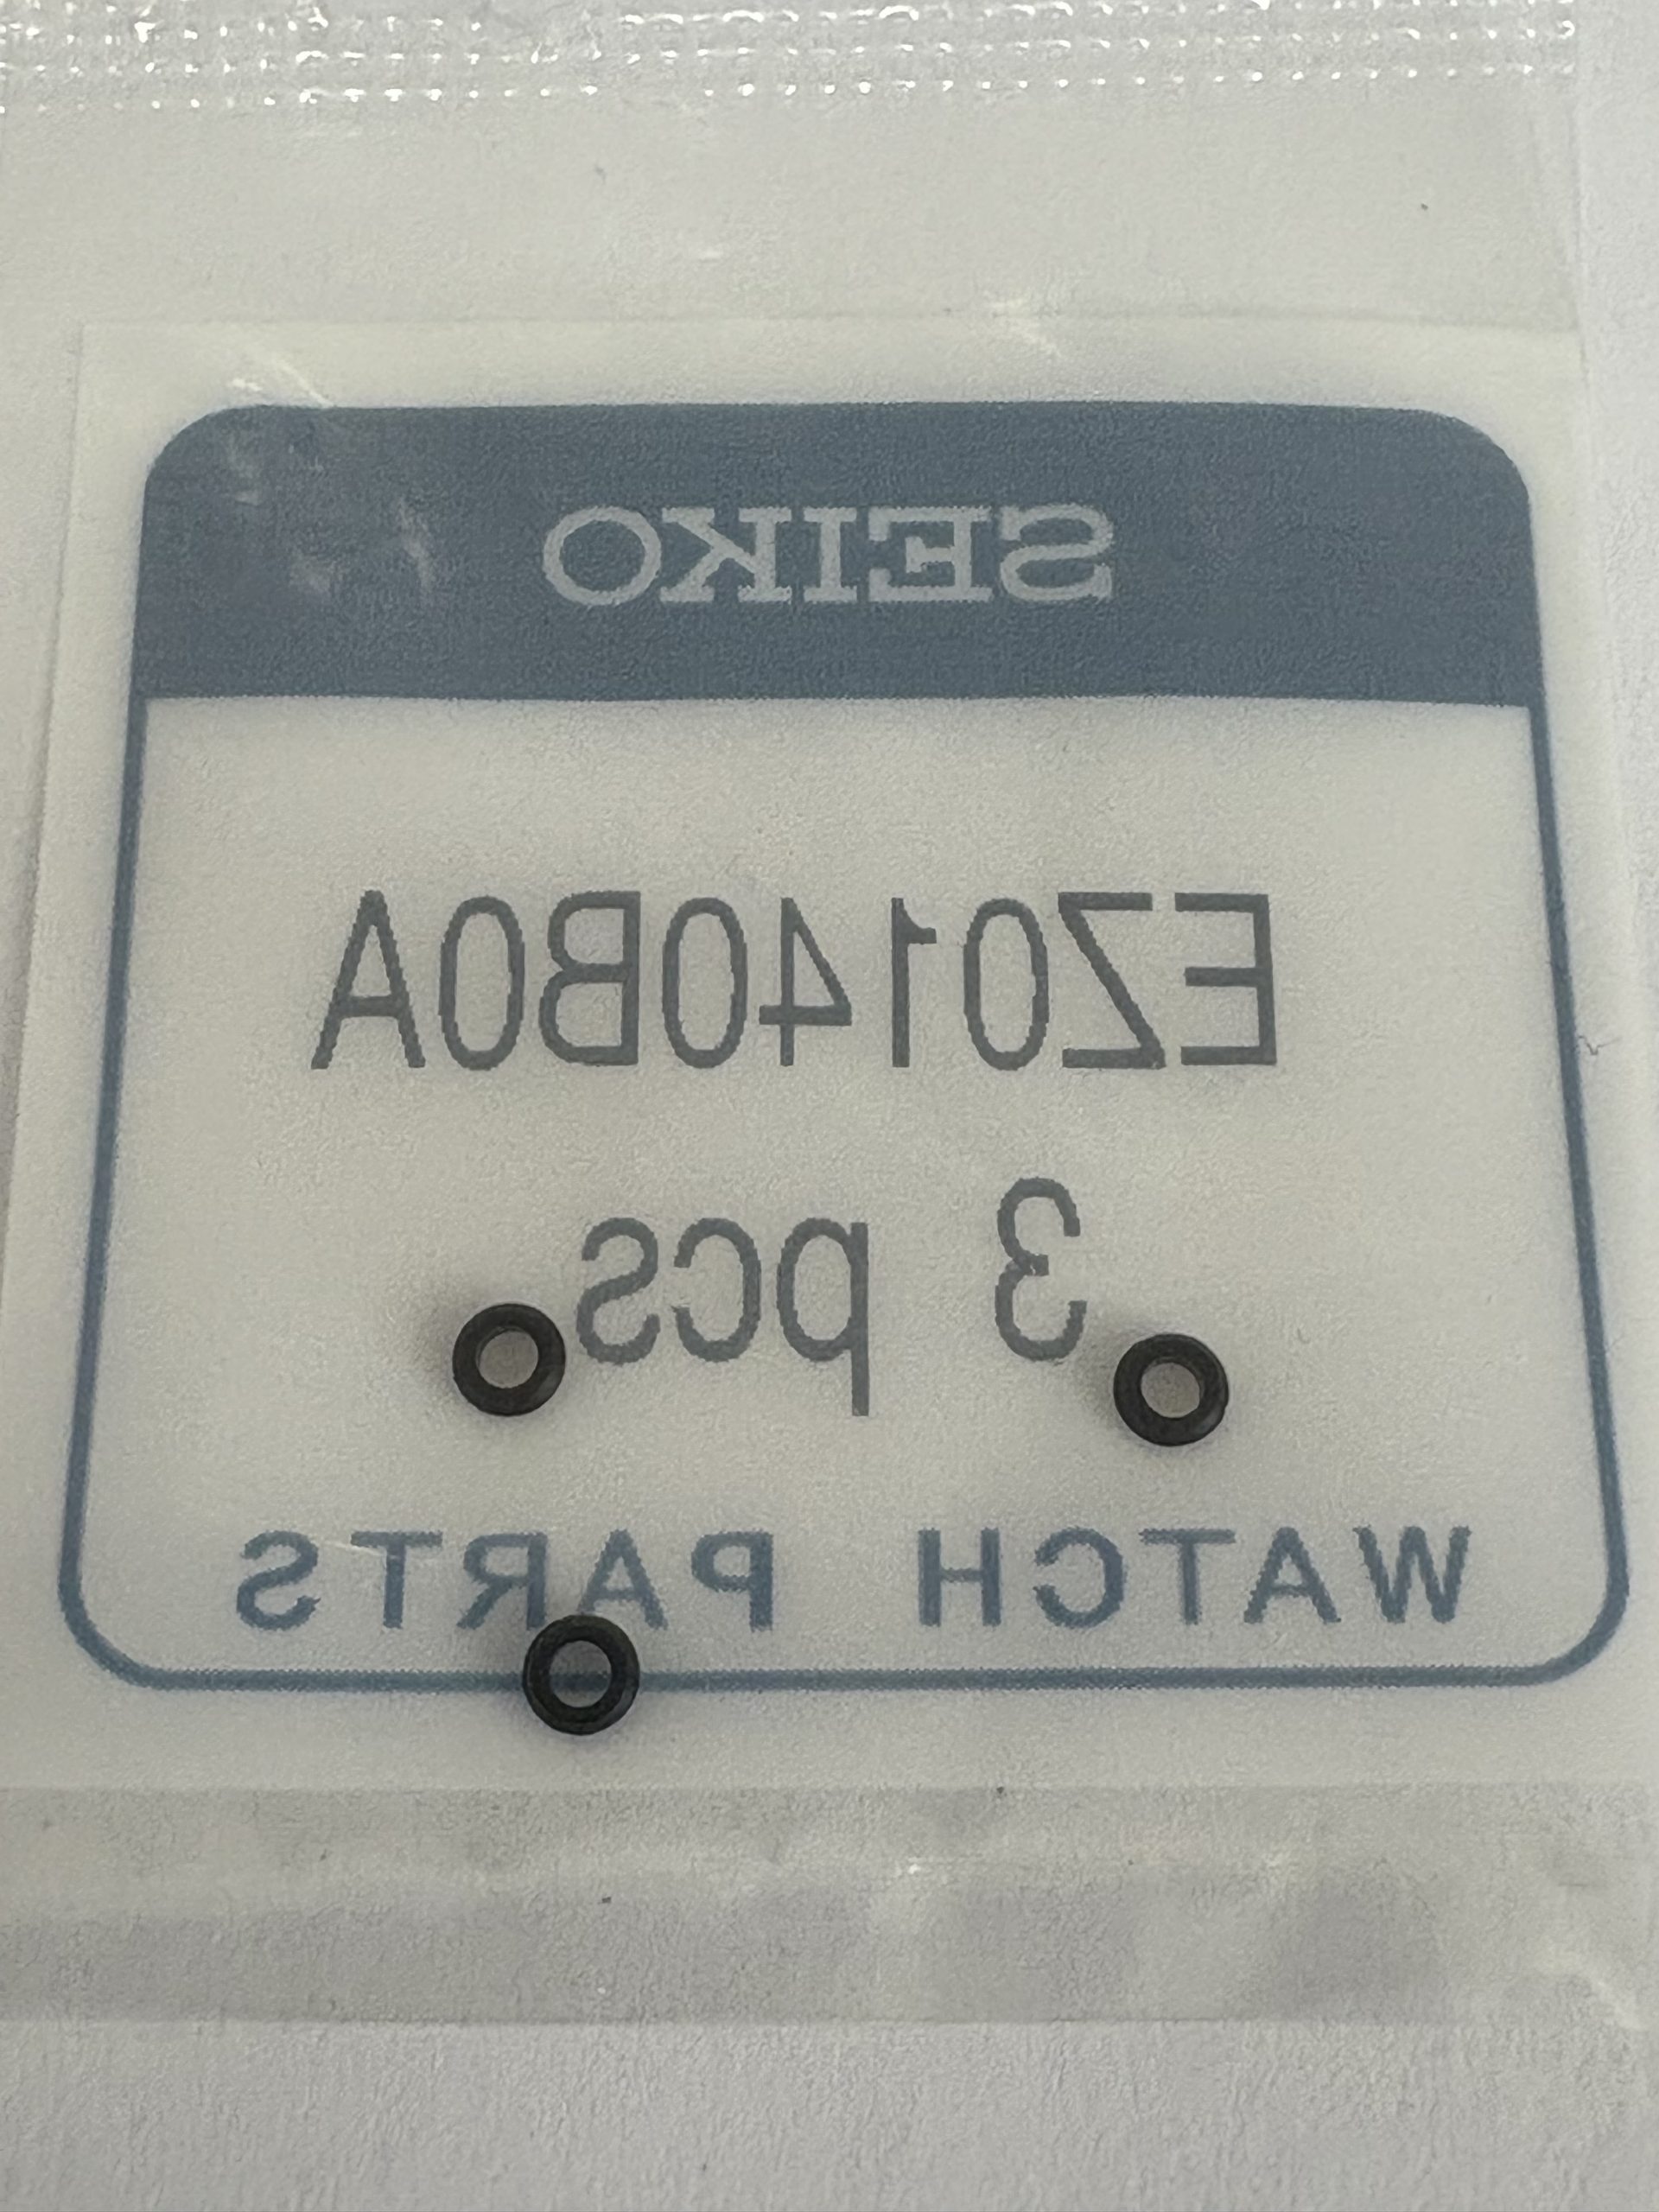 SEIKO
EZ0140B0A
3 pcs
WATCH PARTS